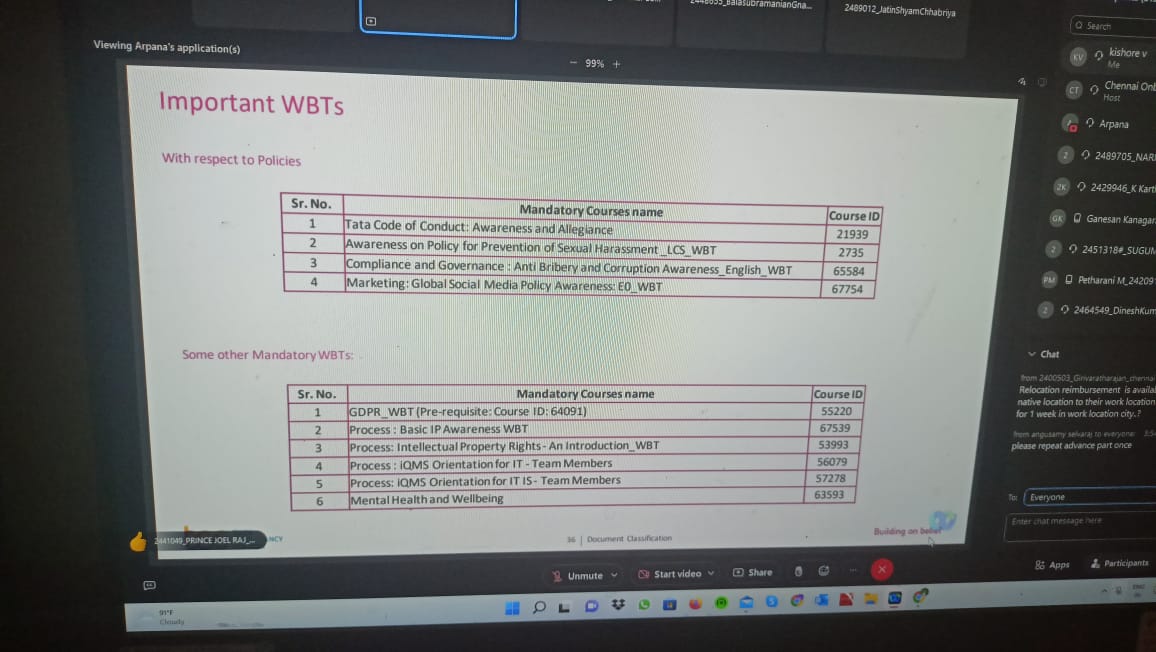 2489012_JatinShyamChhabriya
Viewing Arpana's application(s)
99%
Important WBTs
With respect to Policies
Sr. No. Mandatory Courses name Course ID
1 Tata Code of Conduct: Awareness and Allegiance 21939
2 Awareness on Policy for Prevention of Sexual Harassment _LCS_WBT 2735
3 Compliance and Governance : Anti Bribery and Corruption Awareness_English_WBT 65584
4 Marketing: Global Social Media Policy Awareness: E0_WBT 67754
Some other Mandatory WBTs:
Sr. No. Mandatory Courses name Course ID
1 GDPR_WBT (Pre-requisite: Course ID: 64091) 55220
2 Process : Basic IP Awareness WBT 67539
3 Process: Intellectual Property Rights - An Introduction_WBT 53993
4 Process : iQMS Orientation for IT - Team Members 56079
5 Process: iQMS Orientation for IT IS - Team Members 57278
6 Mental Health and Wellbeing 63593
2441049_PRINCE JOEL RAJ_... NCY
36 | Document Classification
Building on belief
Unmute
Start video
Share
91°F
Cloudy
Search
KV kishore v
Me
CT Chennai Onb
Host
Arpana
2 2489705_NARE
2K 2429946_K Karthi
GK Ganesan Kanagar
2 2451318#_SUGUN
PM Petharani M_24209
2 2464549_DineshKum
Chat
from 2400503_Girivaratharajan_chennai
Relocation reimbursement is availa
native location to their work location
for 1 week in work location city.?
from angusamy selvaraj to everyone: 3:5
please repeat advance part once
To: Everyone
Enter chat message here
Apps
Participants